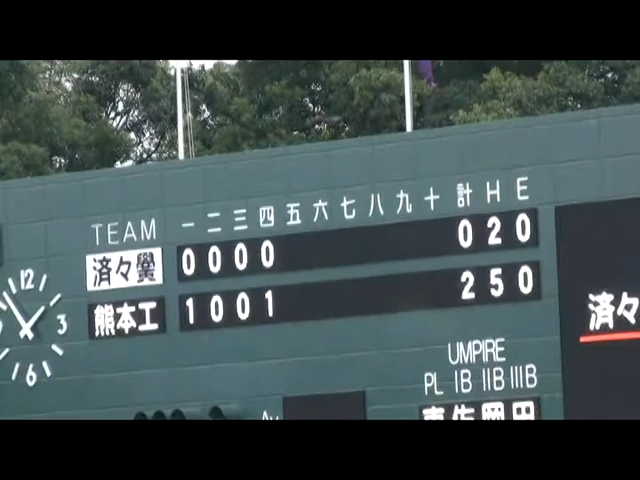 TEAM 一 二 三 四 五 六 七 八 九 十 計 H E
済々黌 0 0 0 0 0 2 0
熊本工 1 0 0 1 2 5 0
済々
12
3
6
UMPIRE
PL IB IIB IIIB